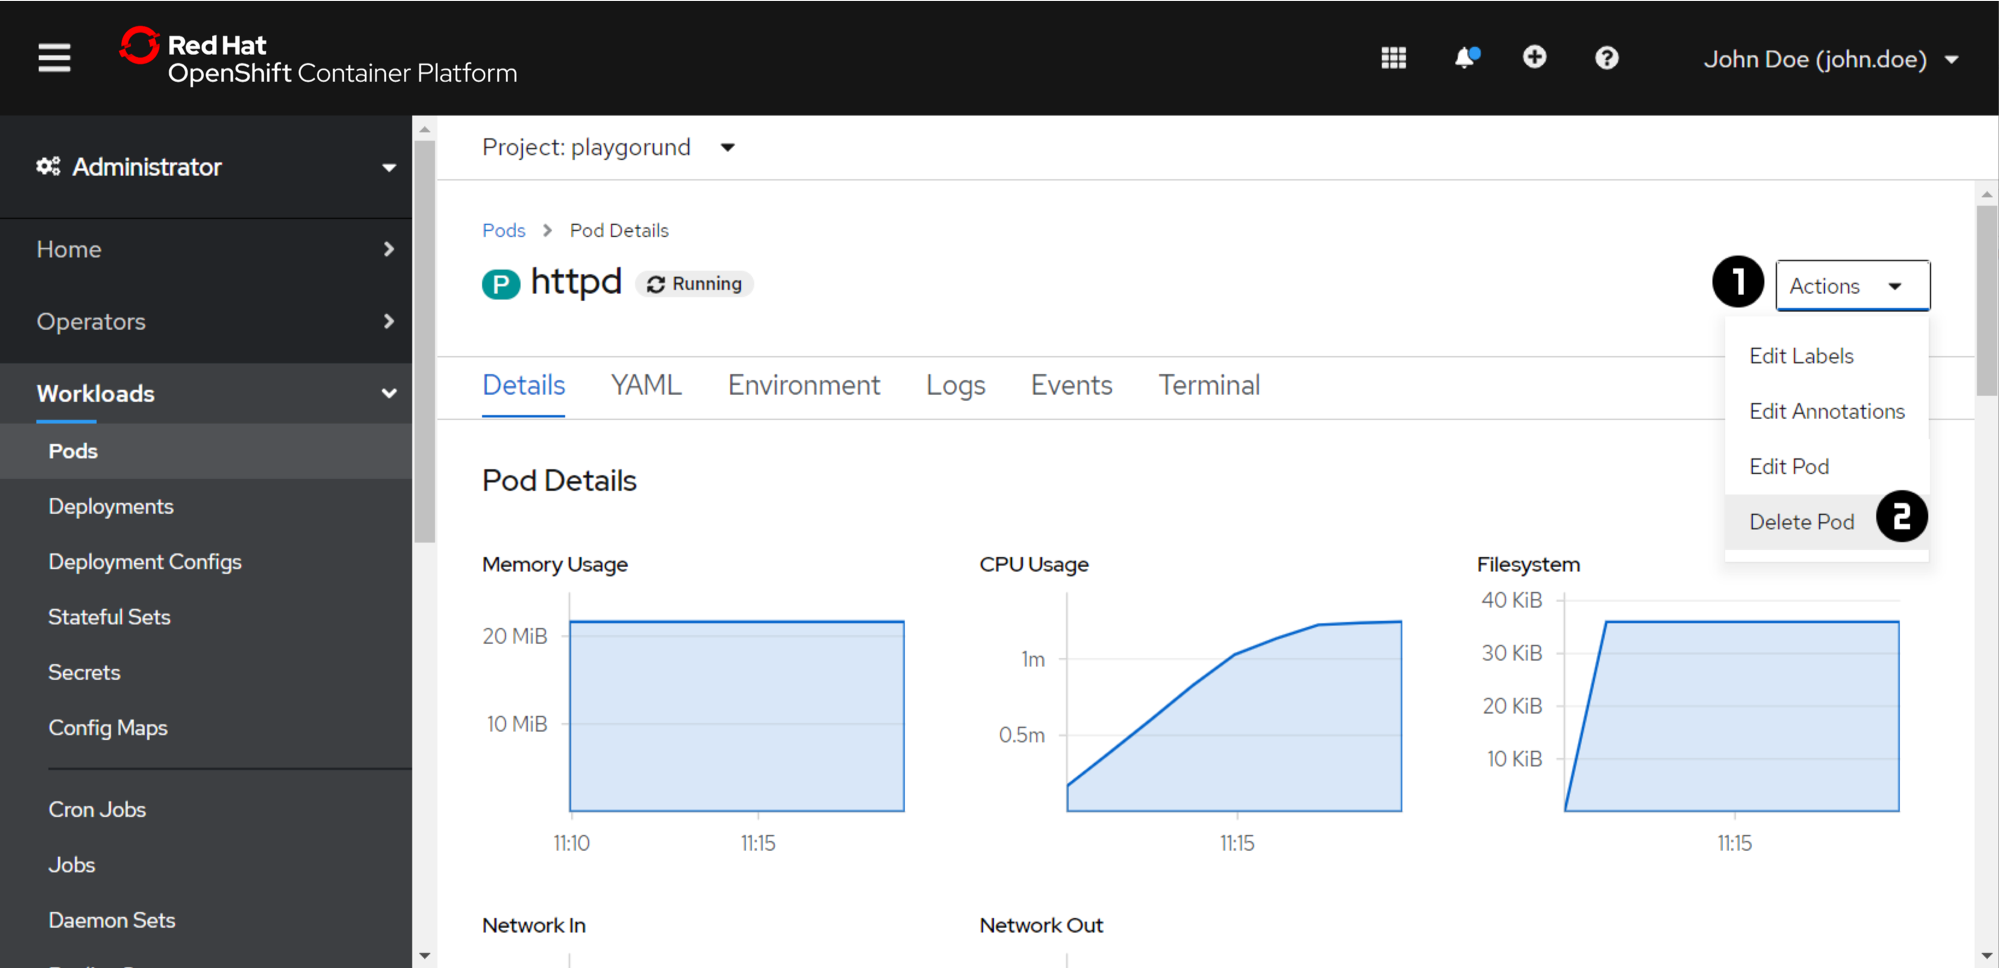 Red Hat
OpenShift Container Platform
John Doe (john.doe)
Administrator
Home
Operators
Workloads
Pods
Deployments
Deployment Configs
Stateful Sets
Secrets
Config Maps
Cron Jobs
Jobs
Daemon Sets
Project: playgorund
Pods > Pod Details
P httpd Running
1 Actions
Edit Labels
Edit Annotations
Edit Pod
Delete Pod 2
Details YAML Environment Logs Events Terminal
Pod Details
Memory Usage
20 MiB
10 MiB
11:10 11:15
CPU Usage
1m
0.5m
11:15
Filesystem
40 KiB
30 KiB
20 KiB
10 KiB
11:15
Network In
Network Out